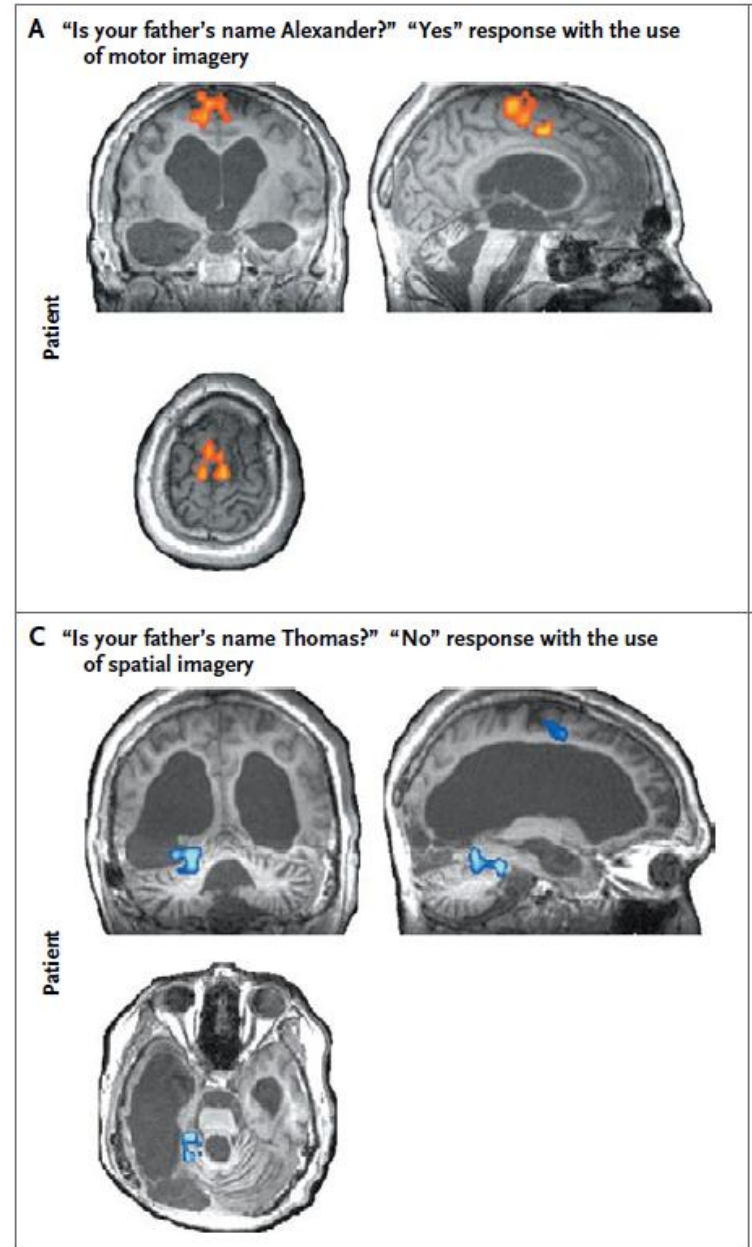 A "Is your father's name Alexander?" "Yes" response with the use
of motor imagery
Patient
C "Is your father's name Thomas?" "No" response with the use
of spatial imagery
Patient